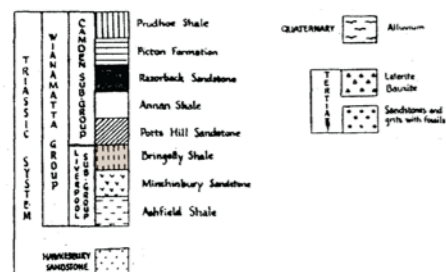 TRIASSIC SYSTEM
WIANAMATTA GROUP
CAMDEN SUB-GROUP
Prudhoe Shale
Picton Formation
Razorback Sandstone
Annan Shale
Potts Hill Sandstone
LIVERPOOL SUB-GROUP
Bringelly Shale
Minchinbury Sandstone
Ashfield Shale
HAWKESBURY SANDSTONE
QUATERNARY
Alluvium
TERTIARY
Laterite
Bauxite
Sandstones and
grits with fossils